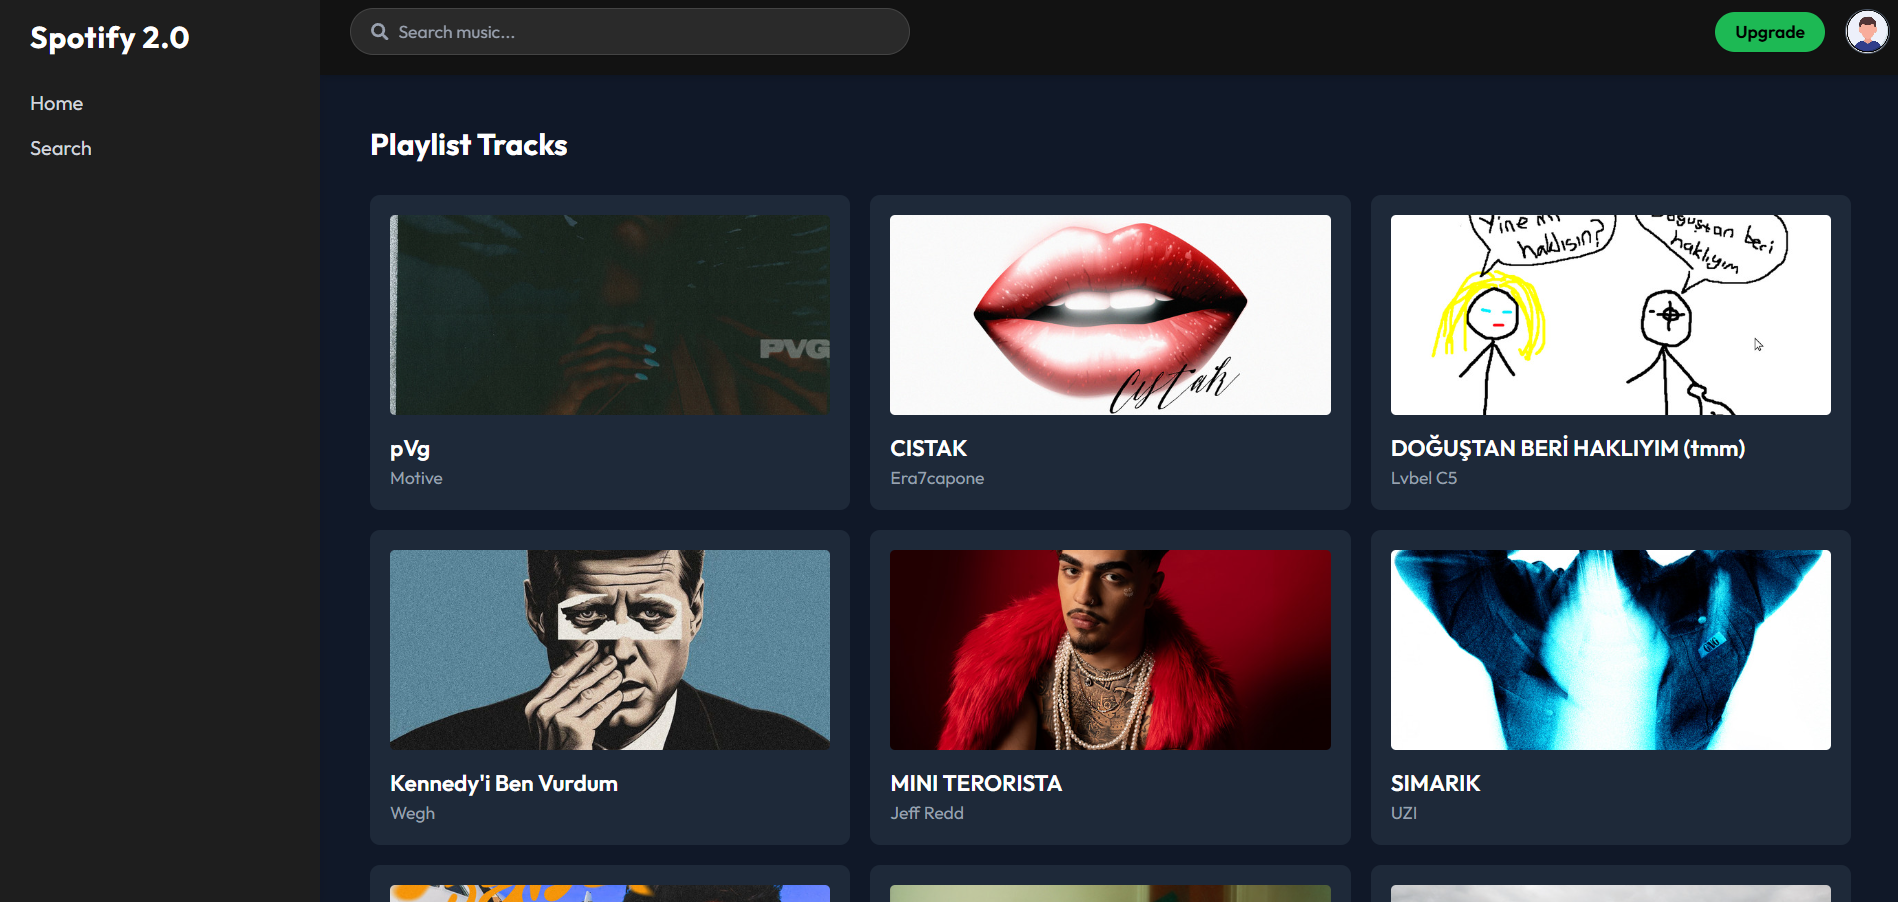 Spotify 2.0
Search music...
Upgrade
Home
Search
Playlist Tracks
PVG
Cıstak
Yine mi
haklısın?
Doğuştan beri
haklıyım
pVg
Motive
CISTAK
Era7capone
DOĞUŞTAN BERİ HAKLIYIM (tmm)
Lvbel C5
Kennedy'i Ben Vurdum
Wegh
MINI TERORISTA
Jeff Redd
SIMARIK
UZI